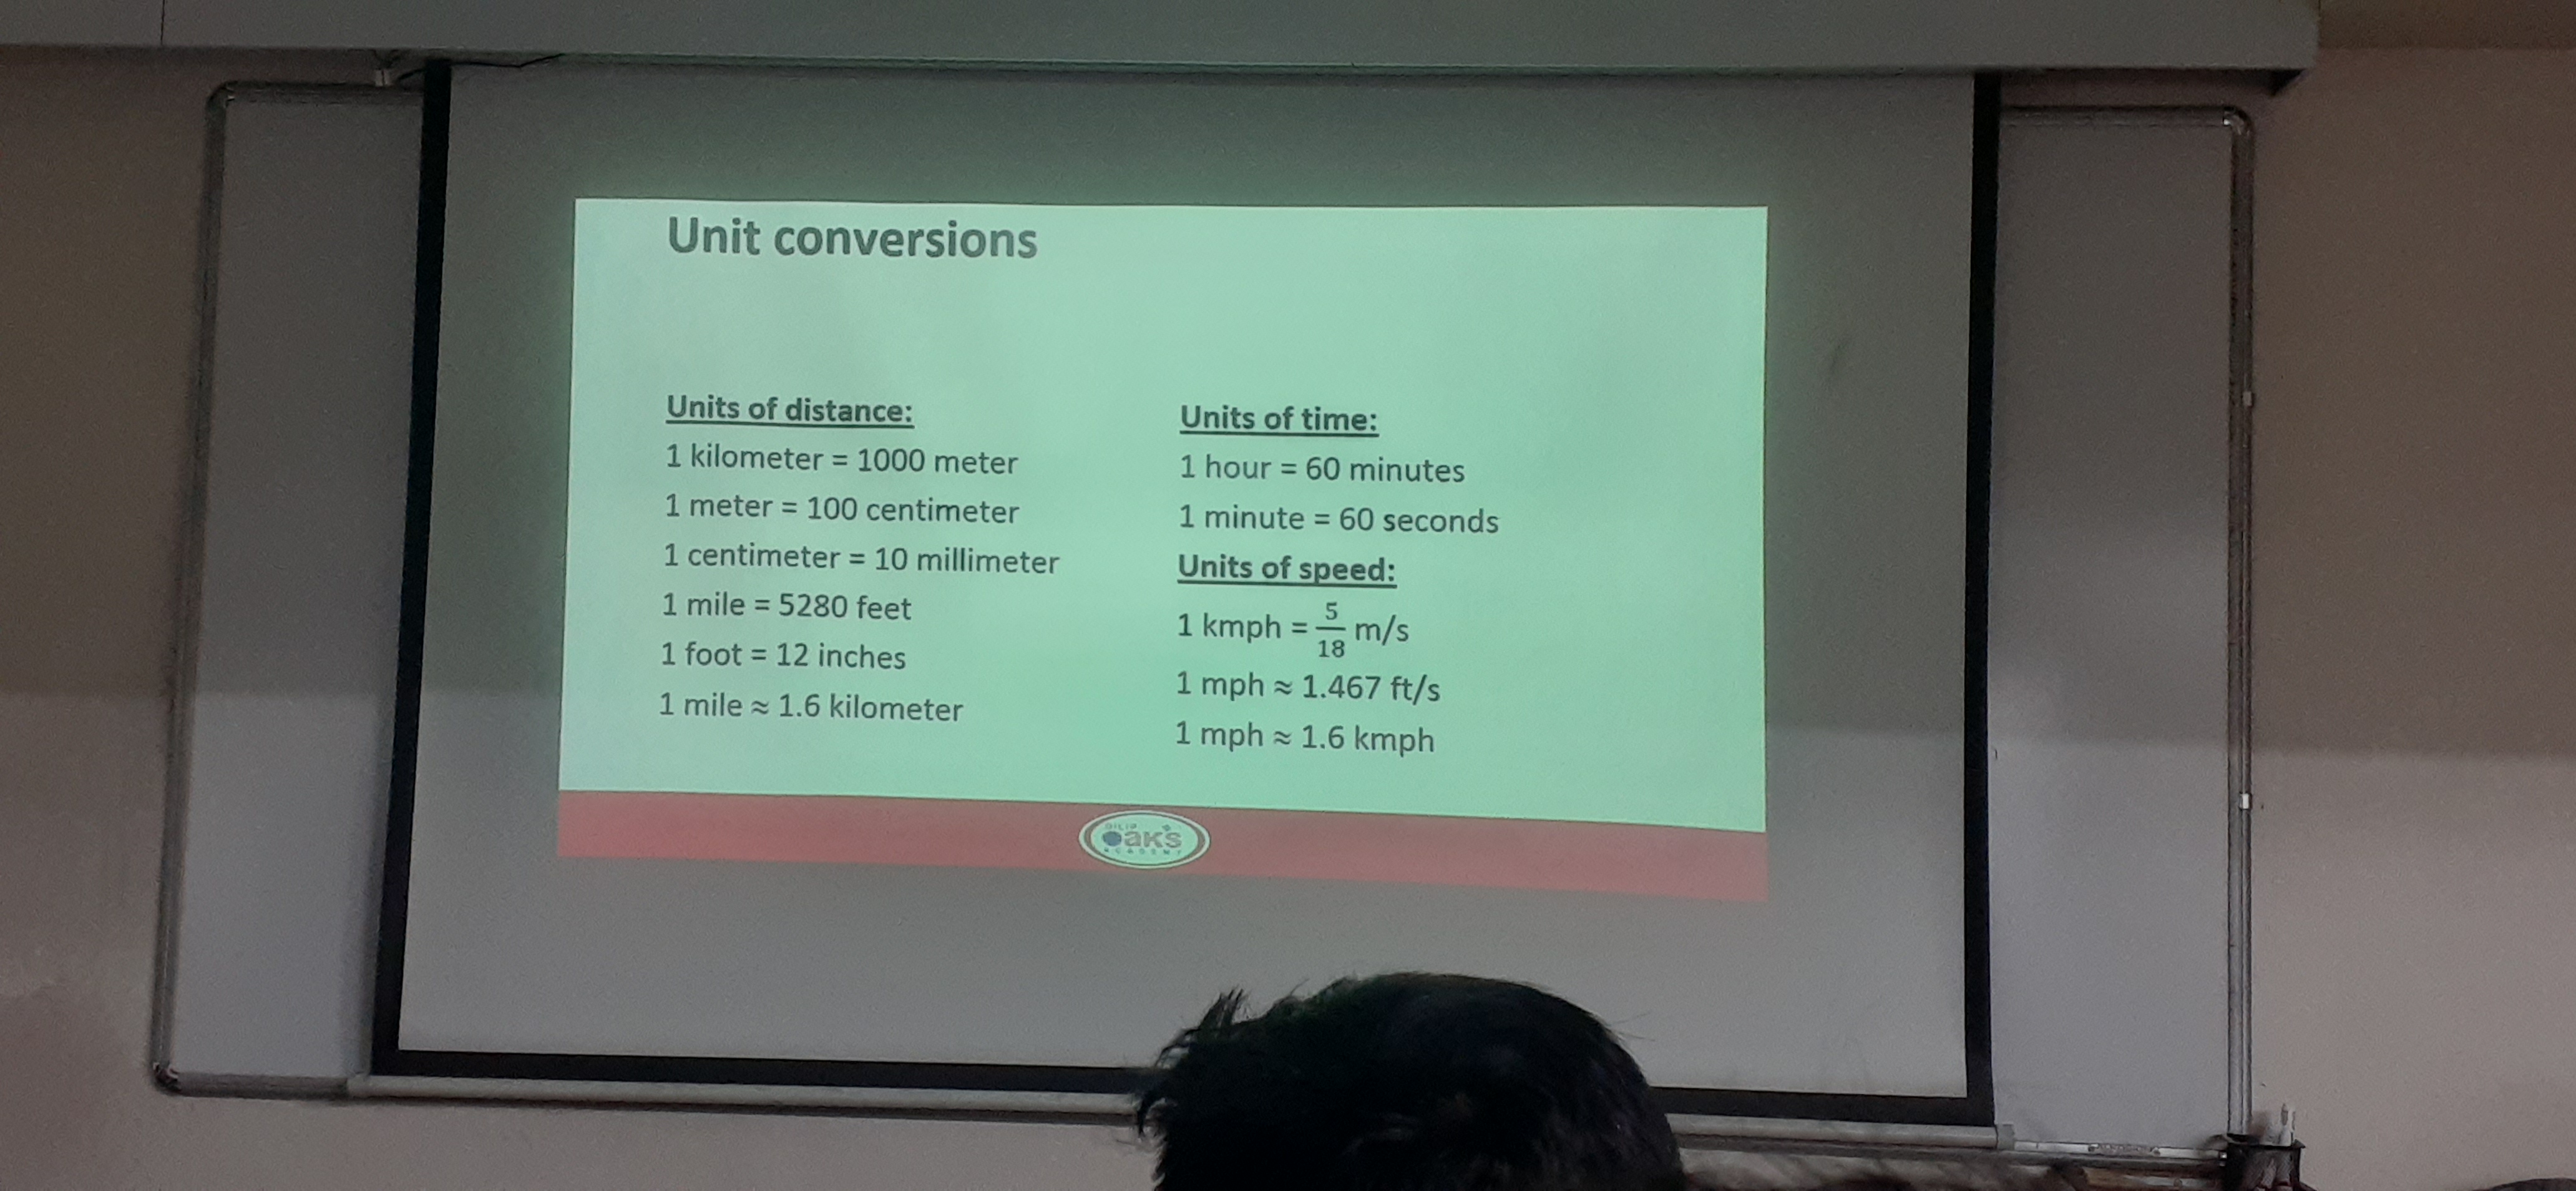 Unit conversions
Units of distance:
1 kilometer = 1000 meter
1 meter = 100 centimeter
1 centimeter = 10 millimeter
1 mile = 5280 feet
1 foot = 12 inches
1 mile ≈ 1.6 kilometer
Units of time:
1 hour = 60 minutes
1 minute = 60 seconds
Units of speed:
1 kmph = 5/18 m/s
1 mph ≈ 1.467 ft/s
1 mph ≈ 1.6 kmph
DILIP
OaKs
ACADEMY